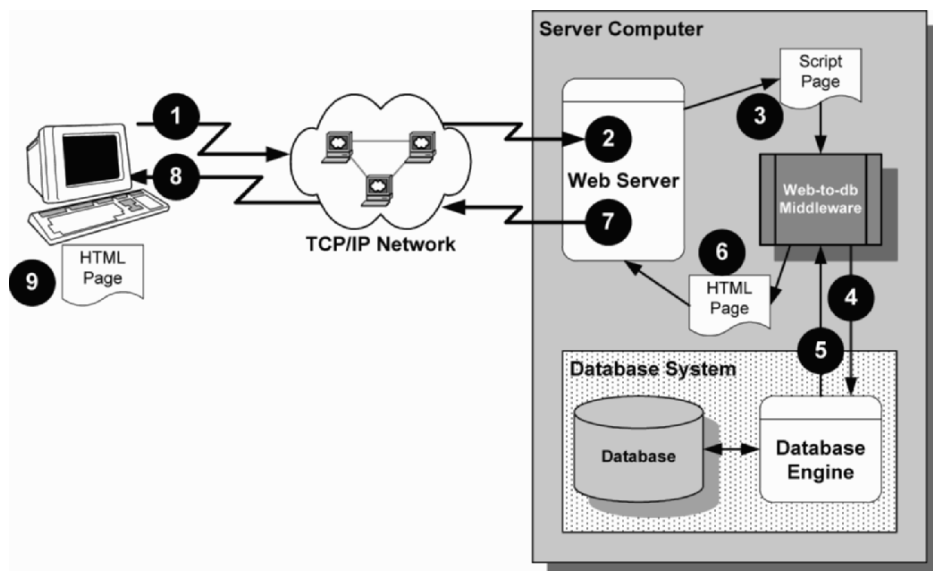 Server Computer
Script
Page
1
2
3
Web Server
Web-to-db
Middleware
8
7
TCP/IP Network
HTML
Page
9
6
HTML
Page
4
5
Database System
Database
Database
Engine